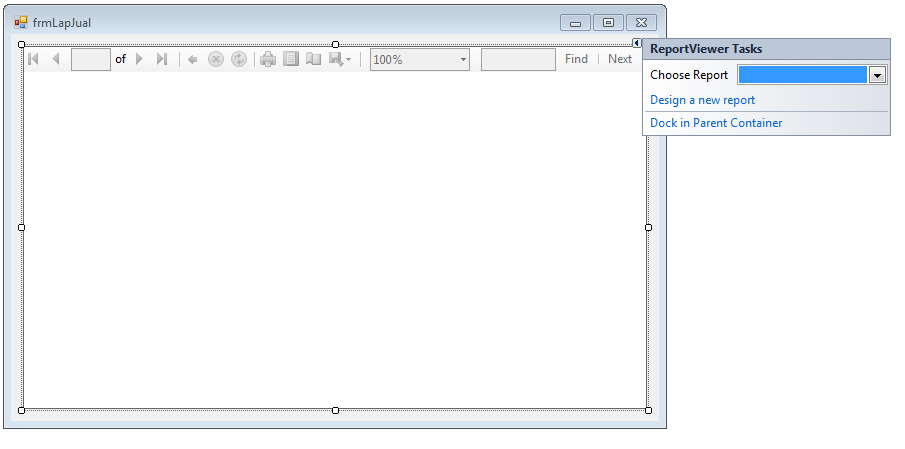 frmLapJual
of 100% Find Next
ReportViewer Tasks
Choose Report
Design a new report
Dock in Parent Container